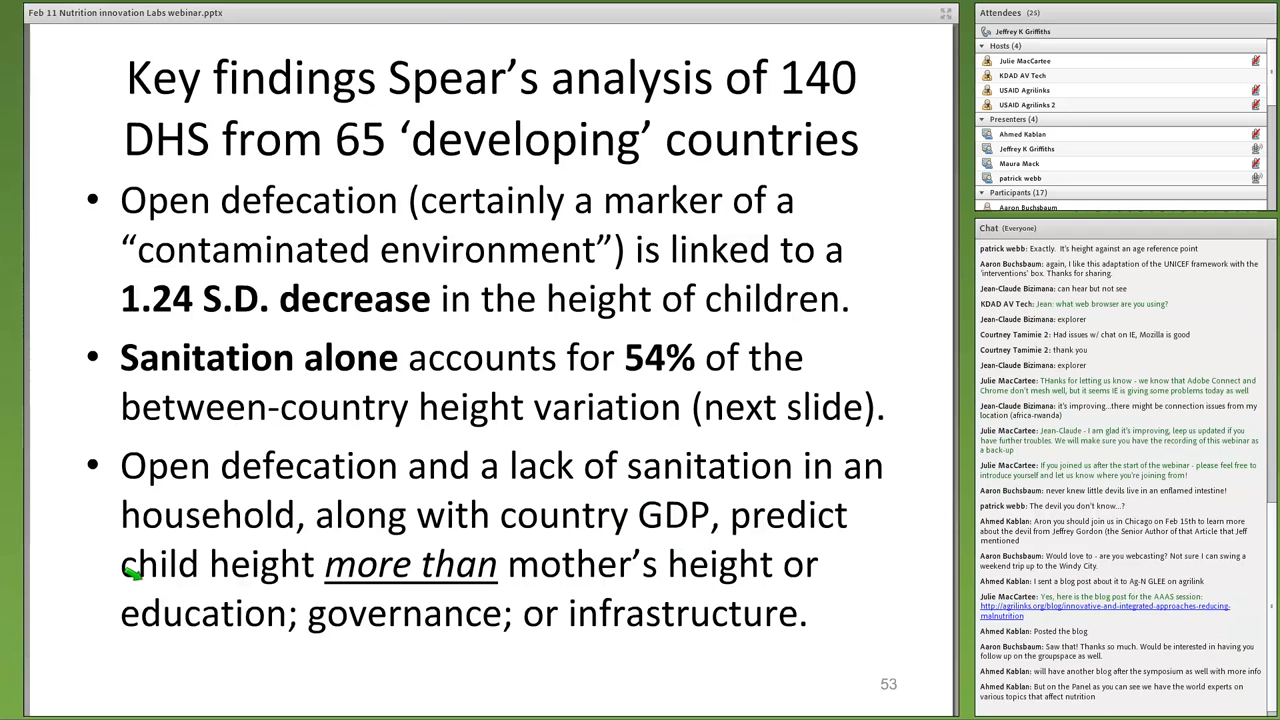 Feb 11 Nutrition innovation Labs webinar.pptx
Key findings Spear’s analysis of 140
DHS from 65 ‘developing’ countries
• Open defecation (certainly a marker of a
“contaminated environment”) is linked to a
1.24 S.D. decrease in the height of children.
• Sanitation alone accounts for 54% of the
between-country height variation (next slide).
• Open defecation and a lack of sanitation in an
household, along with country GDP, predict
child height more than mother’s height or
education; governance; or infrastructure.
53
Attendees (25)
Jeffrey K Griffiths
Hosts (4)
Julie MacCartee
KDAD AV Tech
USAID Agrilinks
USAID Agrilinks 2
Presenters (4)
Ahmed Kablan
Jeffrey K Griffiths
Maura Mack
patrick webb
Participants (17)
Aaron Buchsbaum
Chat (Everyone)
patrick webb: Exactly. It's height against an age reference point
Aaron Buchsbaum: again, I like this adaptation of the UNICEF framework with the
'interventions' box. Thanks for sharing.
Jean-Claude Bizimana: can hear but not see
KDAD AV Tech: Jean: what web browser are you using?
Jean-Claude Bizimana: explorer
Courtney Tamimie 2: Had issues w/ chat on IE, Mozilla is good
Courtney Tamimie 2: thank you
Jean-Claude Bizimana: explorer
Julie MacCartee: THanks for letting us know - we know that Adobe Connect and
Chrome don't mesh well, but it seems IE is giving some problems today as well
Jean-Claude Bizimana: it's improving...there might be connection issues from my
location (africa-rwanda)
Julie MacCartee: Jean-Claude - I am glad it's improving, leep us updated if you
have further troubles. We will make sure you have the recording of this webinar as
a back-up
Julie MacCartee: If you joined us after the start of the webinar - please feel free to
introduce yourself and let us know where you're joining from!
Aaron Buchsbaum: never knew little devils live in an enflamed intestine!
patrick webb: The devil you don't know...?
Ahmed Kablan: Aron you should join us in Chicago on Feb 15th to learn more
about the devil from Jeffrey Gordon (the Senior Author of that Article that Jeff
mentioned
Aaron Buchsbaum: Would love to - are you webcasting? Not sure I can swing a
weekend trip up to the Windy City.
Ahmed Kablan: I sent a blog post about it to Ag-N GLEE on agrilink
Julie MacCartee: Yes, here is the blog post for the AAAS session:
http://agrilinks.org/blog/innovative-and-integrated-approaches-reducing-
malnutrition
Ahmed Kablan: Posted the blog
Aaron Buchsbaum: Saw that! Thanks so much. Would be interested in having you
follow up on the groupspace as well.
Ahmed Kablan: will have another blog after the symposium as well with more info
Ahmed Kablan: But on the Panel as you can see we have the world experts on
various topics that affect nutrition